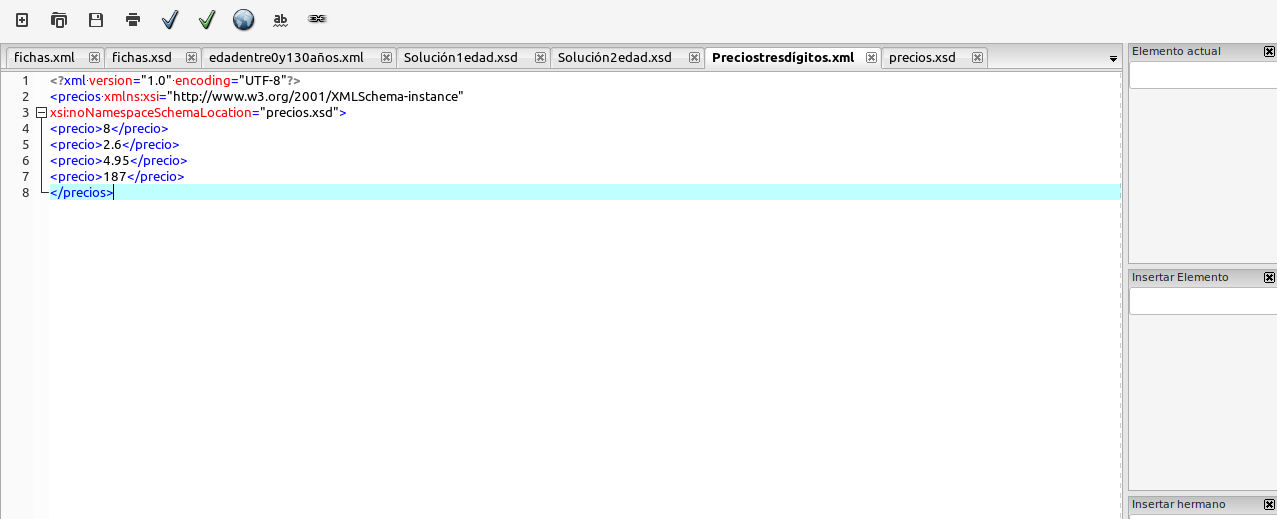 ab
fichas.xml fichas.xsd edadentre0y130años.xml Solución1edad.xsd Solución2edad.xsd Preciostresdígitos.xml precios.xsd
Elemento actual
1 <?xml·version="1.0"·encoding="UTF-8"?>
2 <precios·xmlns:xsi="http://www.w3.org/2001/XMLSchema-instance"
3 xsi:noNamespaceSchemaLocation="precios.xsd">
4 <precio>8</precio>
5 <precio>2.6</precio>
6 <precio>4.95</precio>
7 <precio>187</precio>
8 </precios>
Insertar Elemento
Insertar hermano